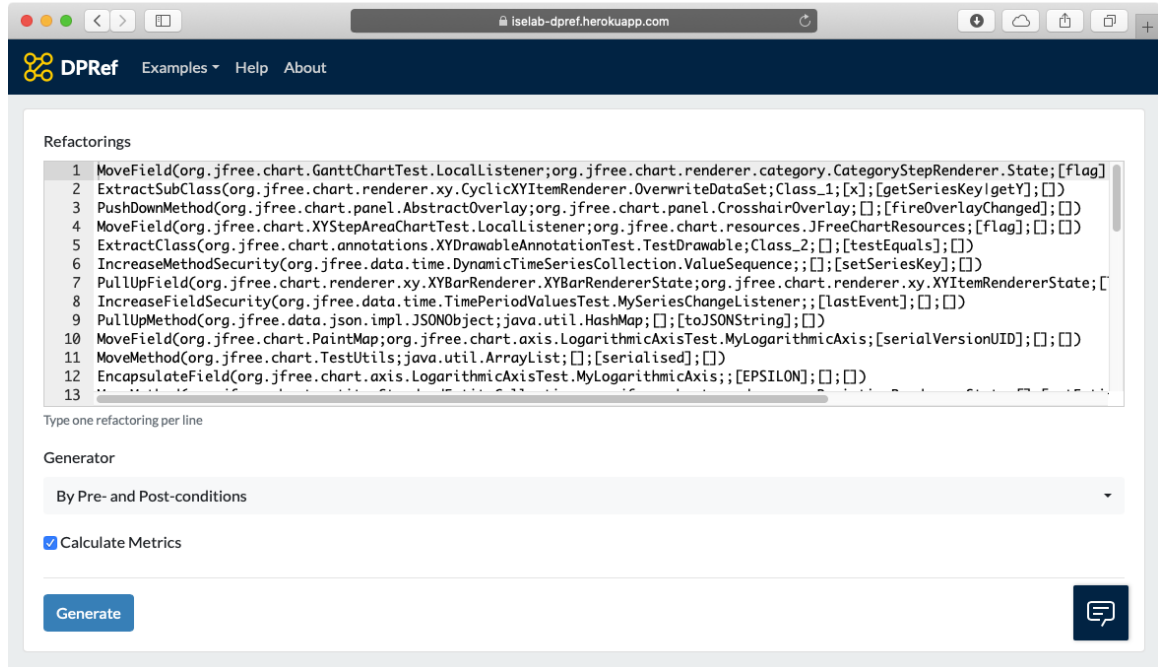 iselab-dpref.herokuapp.com
DPRef Examples Help About
Refactorings
1 MoveField(org.jfree.chart.GanttChartTest.LocalListener;org.jfree.chart.renderer.category.CategoryStepRenderer.State;[flag]
2 ExtractSubClass(org.jfree.chart.renderer.xy.CyclicXYItemRenderer.OverwriteDataSet;Class_1;[x];[getSeriesKey|getY];[])
3 PushDownMethod(org.jfree.chart.panel.AbstractOverlay;org.jfree.chart.panel.CrosshairOverlay;[];[fireOverlayChanged];[])
4 MoveField(org.jfree.chart.XYStepAreaChartTest.LocalListener;org.jfree.chart.resources.JFreeChartResources;[flag];[];[])
5 ExtractClass(org.jfree.chart.annotations.XYDrawableAnnotationTest.TestDrawable;Class_2;[];[testEquals];[])
6 IncreaseMethodSecurity(org.jfree.data.time.DynamicTimeSeriesCollection.ValueSequence;;[];[setSeriesKey];[])
7 PullUpField(org.jfree.chart.renderer.xy.XYBarRenderer.XYBarRendererState;org.jfree.chart.renderer.xy.XYItemRendererState;[
8 IncreaseFieldSecurity(org.jfree.data.time.TimePeriodValuesTest.MySeriesChangeListener;;[lastEvent];[];[])
9 PullUpMethod(org.jfree.data.json.impl.JSONObject;java.util.HashMap;[];[toJSONString];[])
10 MoveField(org.jfree.chart.PaintMap;org.jfree.chart.axis.LogarithmicAxisTest.MyLogarithmicAxis;[serialVersionUID];[];[])
11 MoveMethod(org.jfree.chart.TestUtils;java.util.ArrayList;[];[serialised];[])
12 EncapsulateField(org.jfree.chart.axis.LogarithmicAxisTest.MyLogarithmicAxis;;[EPSILON];[];[])
13
Type one refactoring per line
Generator
By Pre- and Post-conditions
Calculate Metrics
Generate